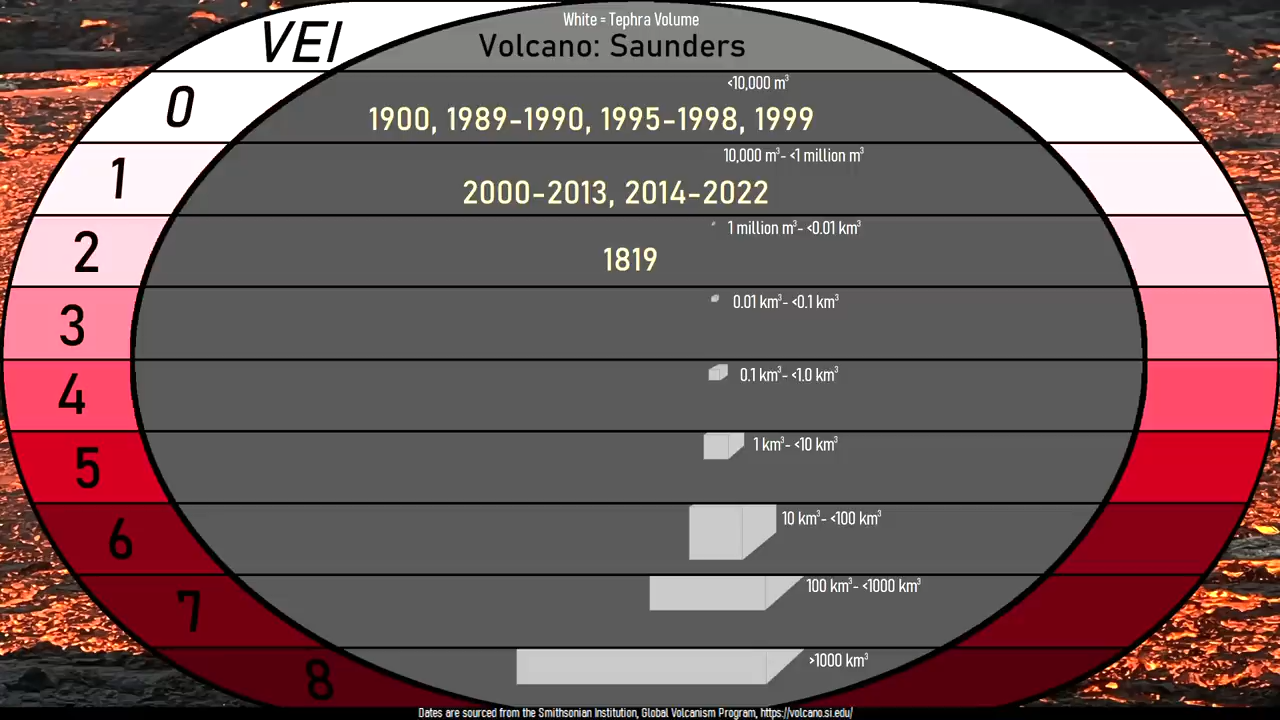 White = Tephra Volume
VEI
Volcano: Saunders
<10,000 m³
0
1900, 1989-1990, 1995-1998, 1999
10,000 m³- <1 million m³
1
2000-2013, 2014-2022
1 million m³- <0.01 km³
2
1819
0.01 km³- <0.1 km³
3
0.1 km³- <1.0 km³
4
1 km³- <10 km³
5
10 km³- <100 km³
6
100 km³- <1000 km³
7
>1000 km³
8
Dates are sourced from the Smithsonian Institution, Global Volcanism Program, https://volcano.si.edu/